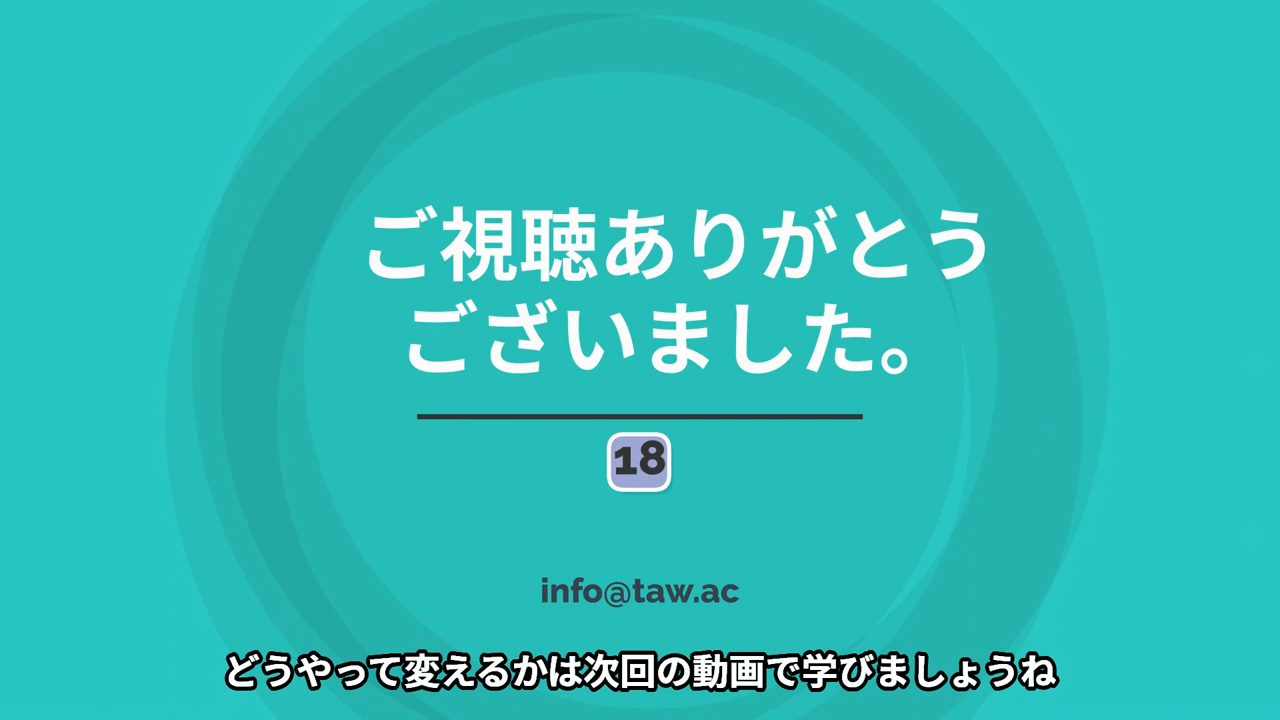 ご視聴ありがとう
ございました。
18
info@taw.ac
どうやって変えるかは次回の動画で学びましょうね